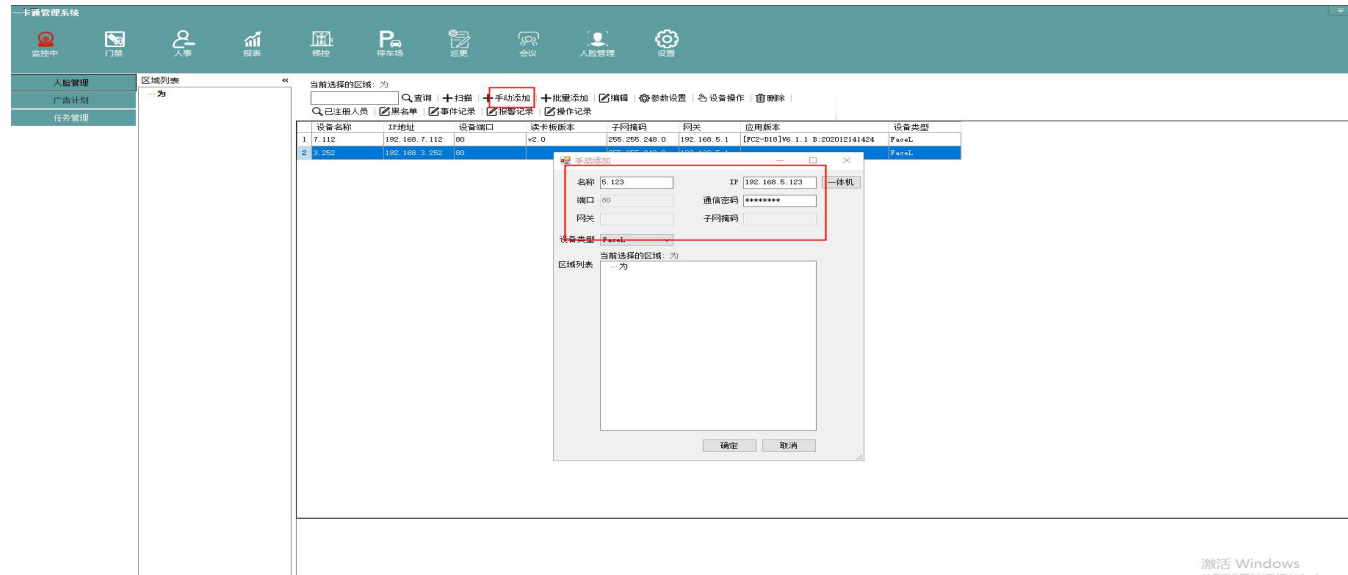 一卡通管理系统
监控中 门禁 人事 报表 梯控 停车场 巡更 会议 人脸管理 设置
人脸管理
广告计划
任务管理
区域列表 «
为
当前选择的区域: 为
查询 扫描 手动添加 批量添加 编辑 参数设置 设备操作 删除
已注册人员 黑名单 事件记录 报警记录 操作记录
设备名称 IP地址 设备端口 读卡板版本 子网掩码 网关 应用版本 设备类型
1 7.112 192.168.7.112 80 v2.0 255.255.248.0 192.168.5.1 [FC2-D18]V6.1.1 B:202012141424 FaceL
2 3.252 192.168.3.252 80 FaceL
手动添加
名称 5.123 IP 192.168.5.123 一体机
端口 80 通信密码 ********
网关 子网掩码
设备类型 FaceL
当前选择的区域: 为
区域列表
为
确定 取消
激活 Windows